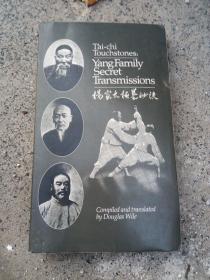 Tai-chi
Touchstones:
Yang Family
Secret
Transmissions
楊家太極拳秘訣
Compiled and translated
by Douglas Wile